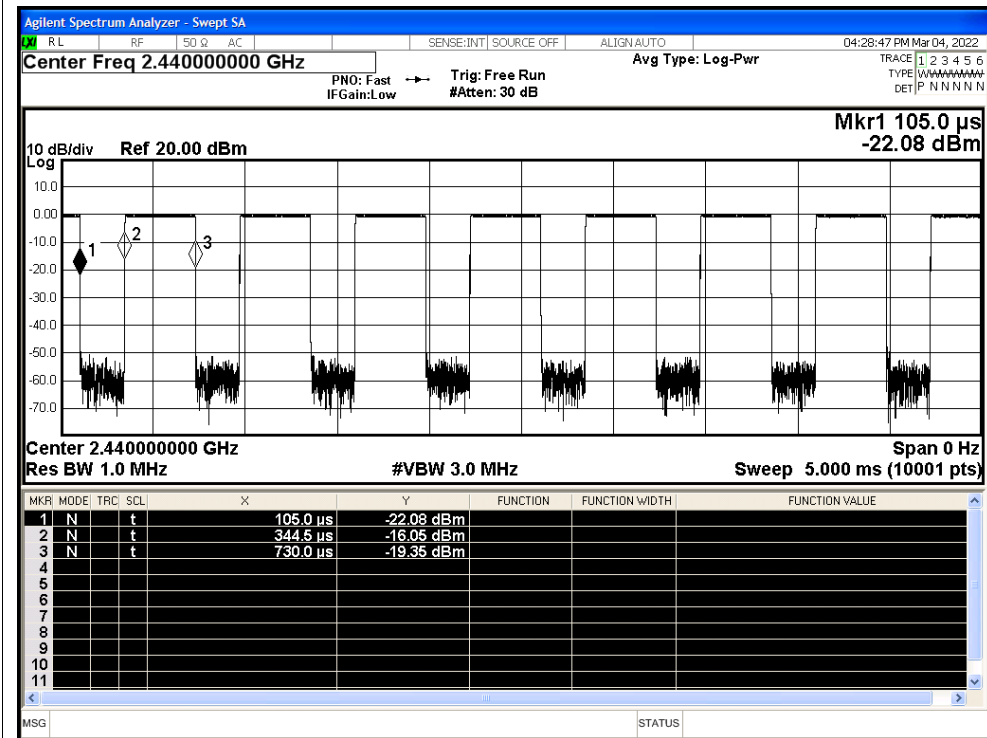 Agilent Spectrum Analyzer - Swept SA
LXI RL RF 50 Ω AC SENSE:INT SOURCE OFF ALIGN AUTO 04:28:47 PM Mar 04, 2022
Center Freq 2.440000000 GHz
PNO: Fast
IFGain:Low
Trig: Free Run
#Atten: 30 dB
Avg Type: Log-Pwr
TRACE 1 2 3 4 5 6
TYPE WWWWWW
DET P N N N N N
Mkr1 105.0 µs
-22.08 dBm
10 dB/div Ref 20.00 dBm
Log
10.0
0.00
-10.0
-20.0
-30.0
-40.0
-50.0
-60.0
-70.0
1
2
3
Center 2.440000000 GHz Span 0 Hz
Res BW 1.0 MHz #VBW 3.0 MHz Sweep 5.000 ms (10001 pts)
MKR MODE TRC SCL X Y FUNCTION FUNCTION WIDTH FUNCTION VALUE
1 N t 105.0 µs -22.08 dBm
2 N t 344.5 µs -16.05 dBm
3 N t 730.0 µs -19.35 dBm
4
5
6
7
8
9
10
11
MSG STATUS